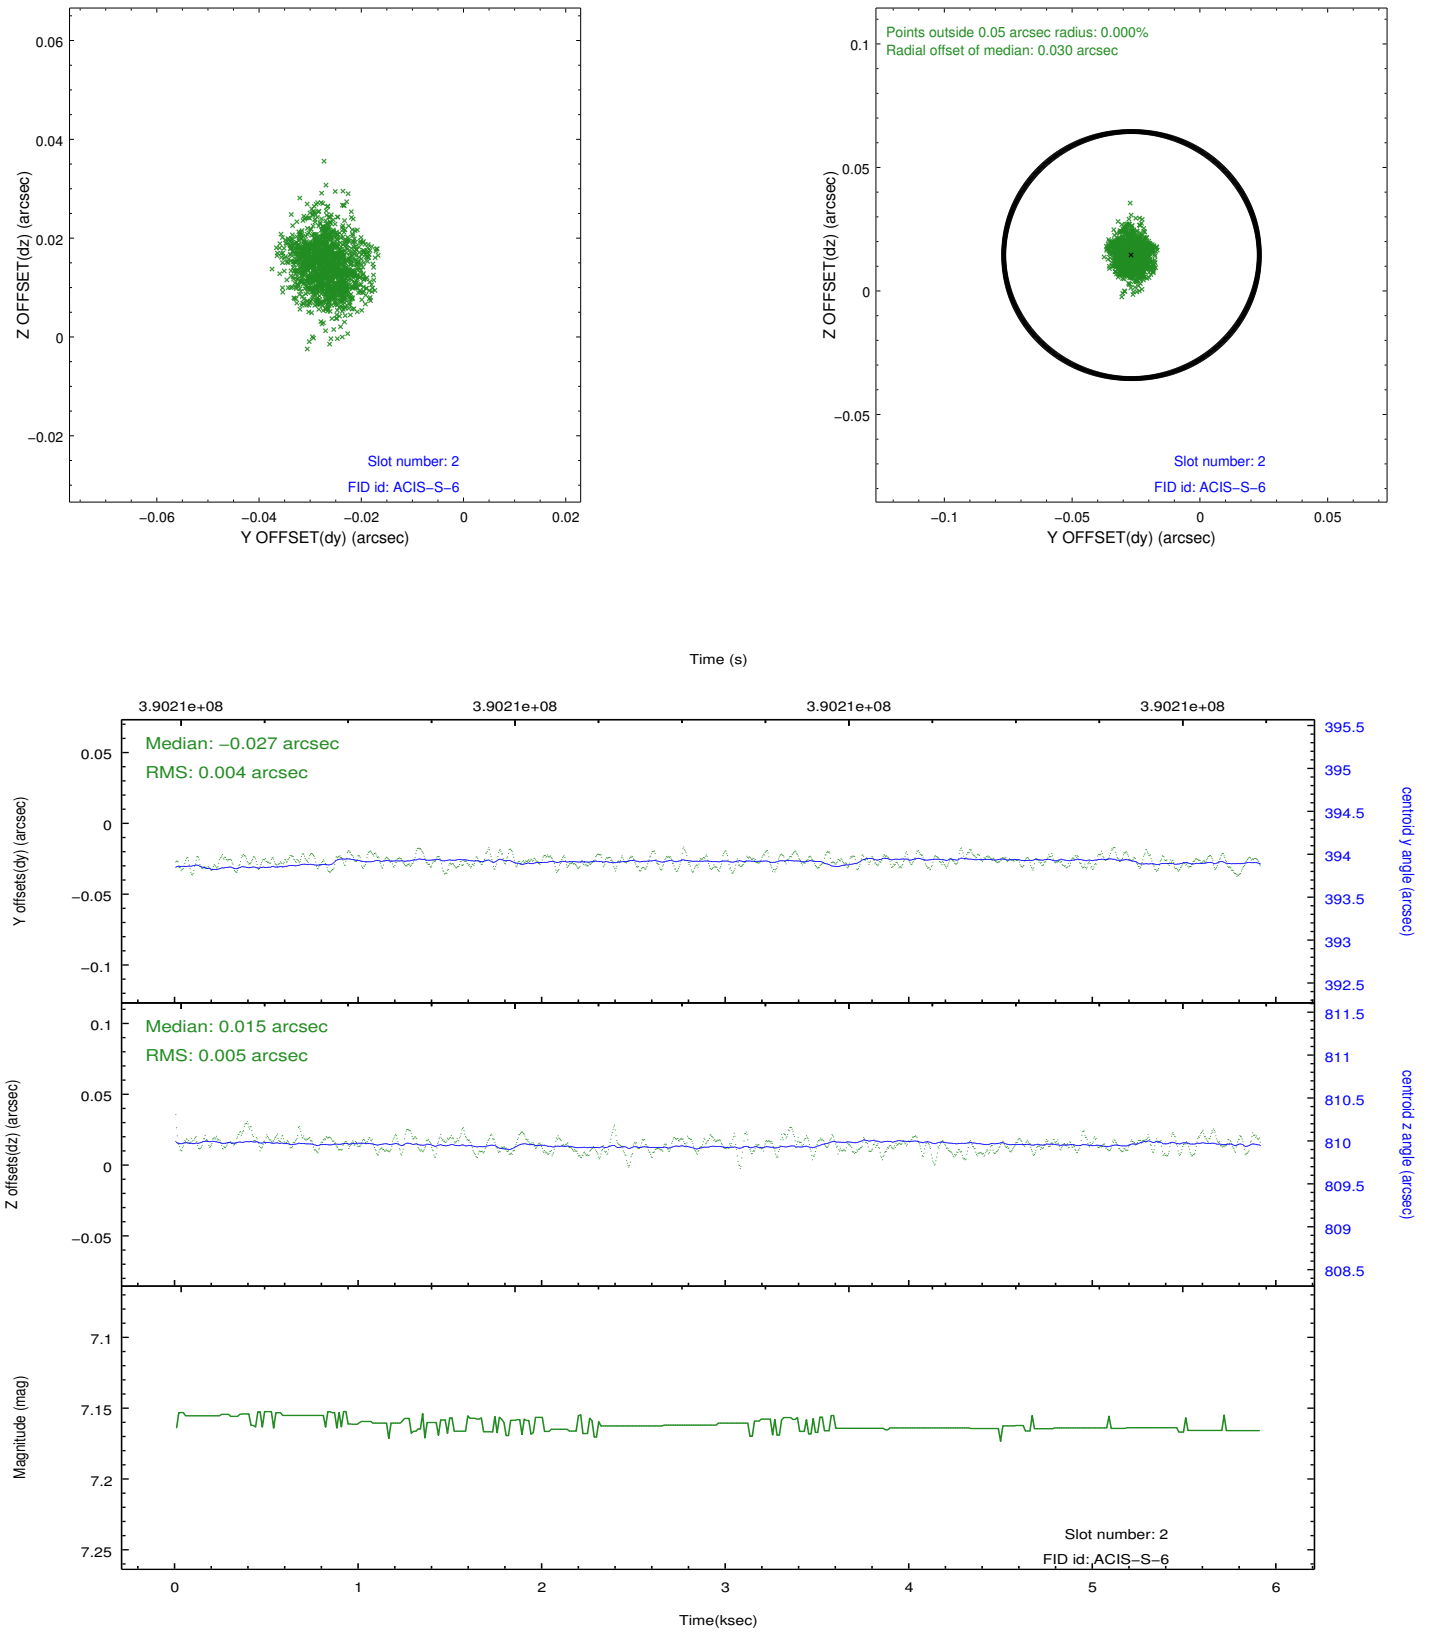 0.06
0.04
0.02
0
−0.02
Z OFFSET(dz) (arcsec)
Slot number: 2
FID id: ACIS−S−6
−0.06
−0.04
−0.02
0
0.02
Y OFFSET(dy) (arcsec)
Points outside 0.05 arcsec radius: 0.000%
Radial offset of median: 0.030 arcsec
0.1
0.05
0
−0.05
Z OFFSET(dz) (arcsec)
Slot number: 2
FID id: ACIS−S−6
−0.1
−0.05
0
0.05
Y OFFSET(dy) (arcsec)
Time (s)
3.9021e+08
3.9021e+08
3.9021e+08
3.9021e+08
Median: −0.027 arcsec
RMS: 0.004 arcsec
0.05
0
−0.05
−0.1
Y offsets(dy) (arcsec)
395.5
395
394.5
394
393.5
393
392.5
centroid y angle (arcsec)
Median: 0.015 arcsec
RMS: 0.005 arcsec
0.1
0.05
0
−0.05
Z offsets(dz) (arcsec)
811.5
811
810.5
810
809.5
809
808.5
centroid z angle (arcsec)
7.1
7.15
7.2
7.25
Magnitude (mag)
Slot number: 2
FID id: ACIS−S−6
0
1
2
3
4
5
6
Time(ksec)